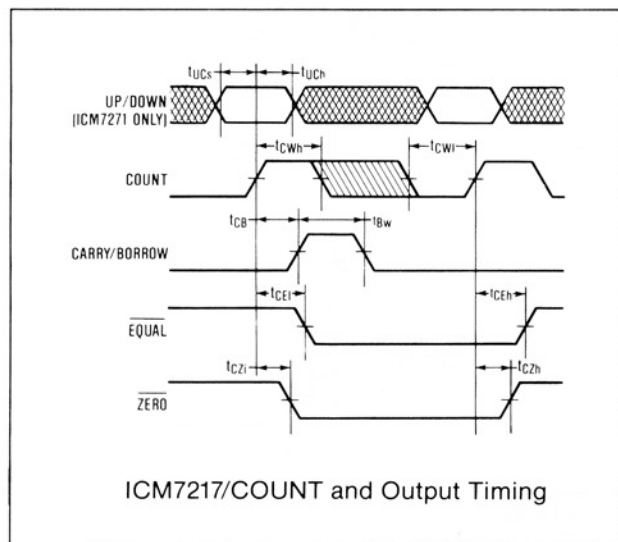 tUCs tUCh
UP/DOWN
(ICM7271 ONLY)
tCWh tCWl
COUNT
tCB tBw
CARRY/BORROW
tCEl tCEh
EQUAL
tCZi tCZh
ZERO
ICM7217/COUNT and Output Timing